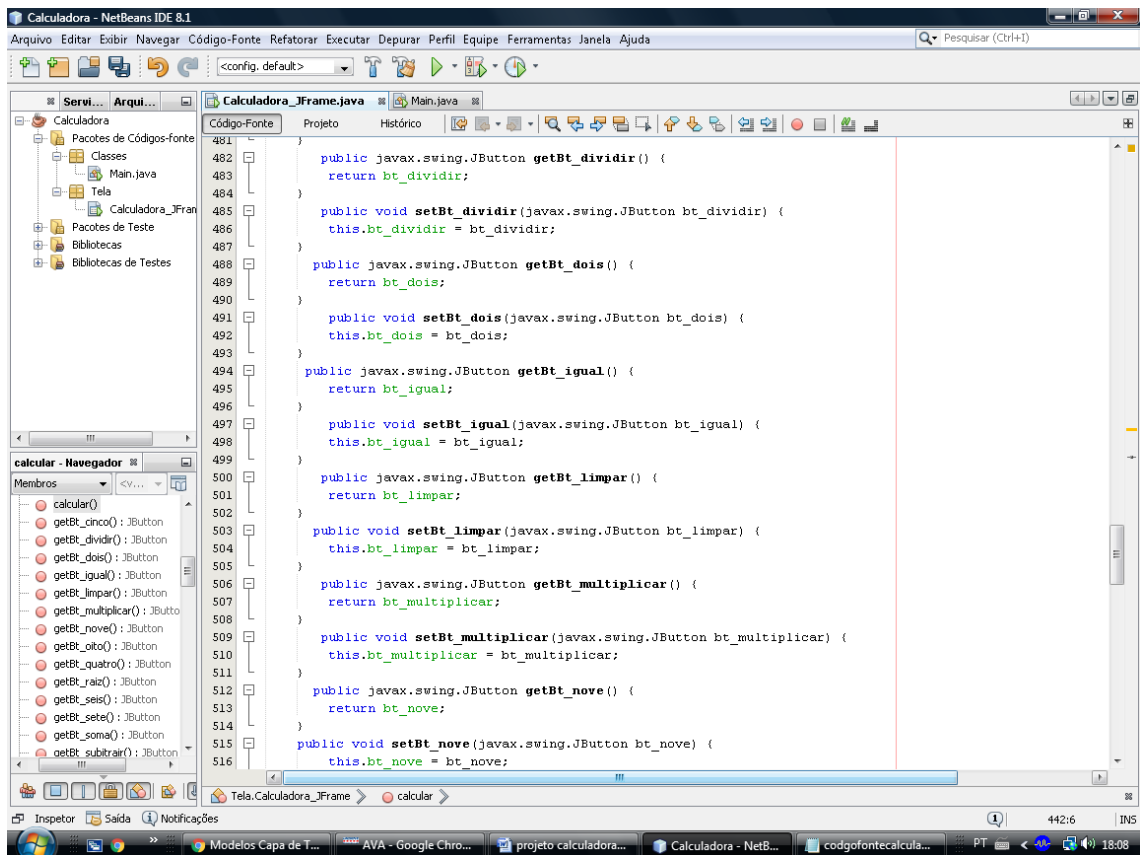 Calculadora - NetBeans IDE 8.1
Arquivo Editar Exibir Navegar Código-Fonte Refatorar Executar Depurar Perfil Equipe Ferramentas Janela Ajuda
Pesquisar (Ctrl+I)
<config. default>
Servi... Arqui...
Calculadora_JFrame.java Main.java
Código-Fonte Projeto Histórico
Calculadora
Pacotes de Códigos-fonte
Classes
Main.java
Tela
Calculadora_JFran
Pacotes de Teste
Bibliotecas
Bibliotecas de Testes
calcular - Navegador
Membros <v...
calcular()
getBt_cinco() : JButton
getBt_dividir() : JButton
getBt_dois() : JButton
getBt_igual() : JButton
getBt_limpar() : JButton
getBt_multiplicar() : JButto
getBt_nove() : JButton
getBt_oito() : JButton
getBt_quatro() : JButton
getBt_raiz() : JButton
getBt_seis() : JButton
getBt_sete() : JButton
getBt_soma() : JButton
getBt_subitrair() : JButton
481 }
482 public javax.swing.JButton getBt_dividir() {
483 return bt_dividir;
484 }
485 public void setBt_dividir(javax.swing.JButton bt_dividir) {
486 this.bt_dividir = bt_dividir;
487 }
488 public javax.swing.JButton getBt_dois() {
489 return bt_dois;
490 }
491 public void setBt_dois(javax.swing.JButton bt_dois) {
492 this.bt_dois = bt_dois;
493 }
494 public javax.swing.JButton getBt_igual() {
495 return bt_igual;
496 }
497 public void setBt_igual(javax.swing.JButton bt_igual) {
498 this.bt_igual = bt_igual;
499 }
500 public javax.swing.JButton getBt_limpar() {
501 return bt_limpar;
502 }
503 public void setBt_limpar(javax.swing.JButton bt_limpar) {
504 this.bt_limpar = bt_limpar;
505 }
506 public javax.swing.JButton getBt_multiplicar() {
507 return bt_multiplicar;
508 }
509 public void setBt_multiplicar(javax.swing.JButton bt_multiplicar) {
510 this.bt_multiplicar = bt_multiplicar;
511 }
512 public javax.swing.JButton getBt_nove() {
513 return bt_nove;
514 }
515 public void setBt_nove(javax.swing.JButton bt_nove) {
516 this.bt_nove = bt_nove;
Tela.Calculadora_JFrame calcular
Inspetor Saída Notificações
1 442:6 INS
Modelos Capa de T... AVA - Google Chro... projeto calculadora... Calculadora - NetB... codgofontecalcula... PT 18:08